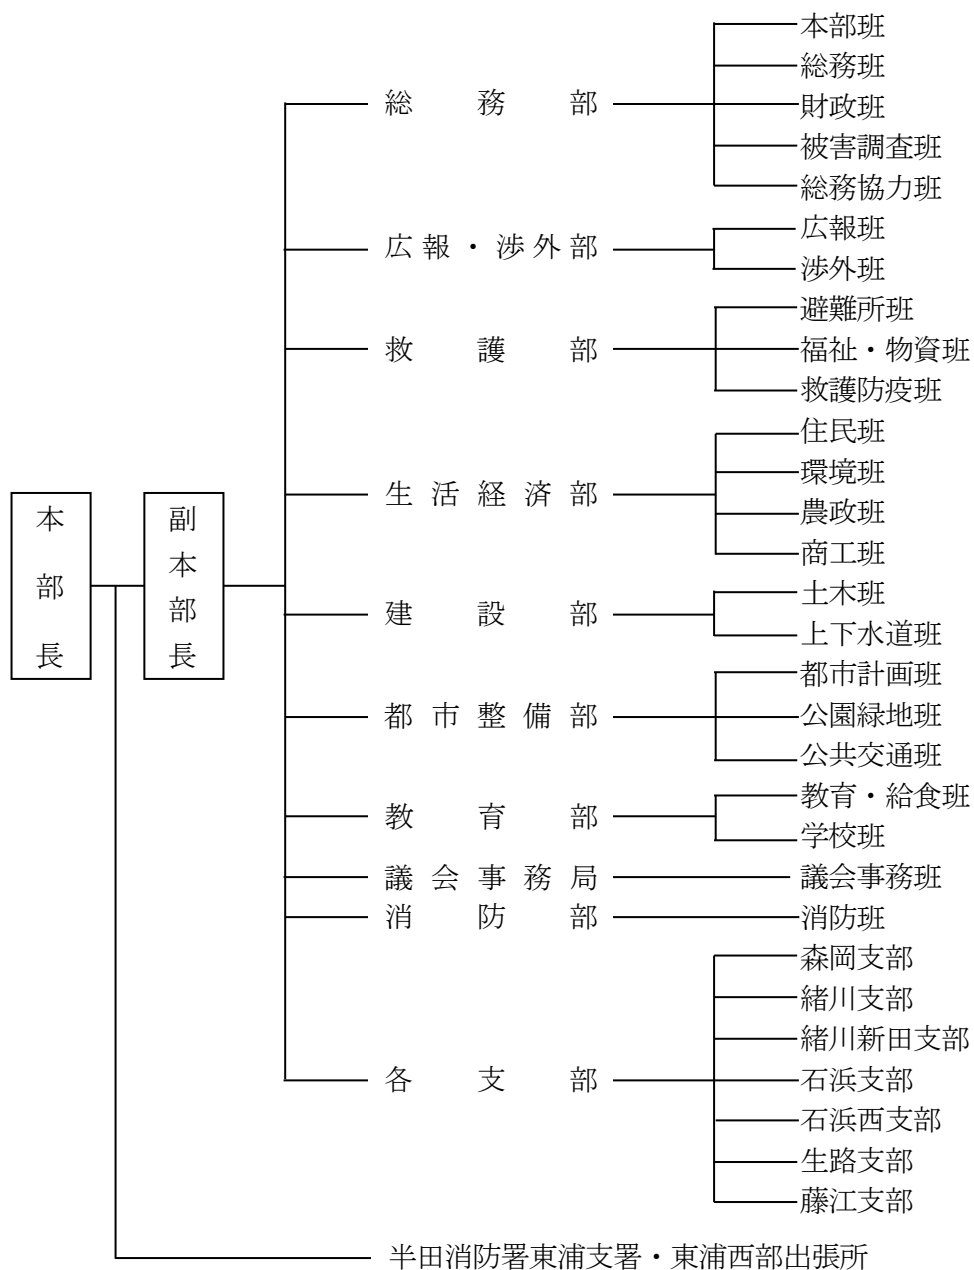 本部長
副本部長
総務部
本部班
総務班
財政班
被害調査班
総務協力班
広報・渉外部
広報班
渉外班
救護部
避難所班
福祉・物資班
救護防疫班
生活経済部
住民班
環境班
農政班
商工班
建設部
土木班
上下水道班
都市整備部
都市計画班
公園緑地班
公共交通班
教育部
教育・給食班
学校班
議会事務局
議会事務班
消防部
消防班
各支部
森岡支部
緒川支部
緒川新田支部
石浜支部
石浜西支部
生路支部
藤江支部
半田消防署東浦支署・東浦西部出張所